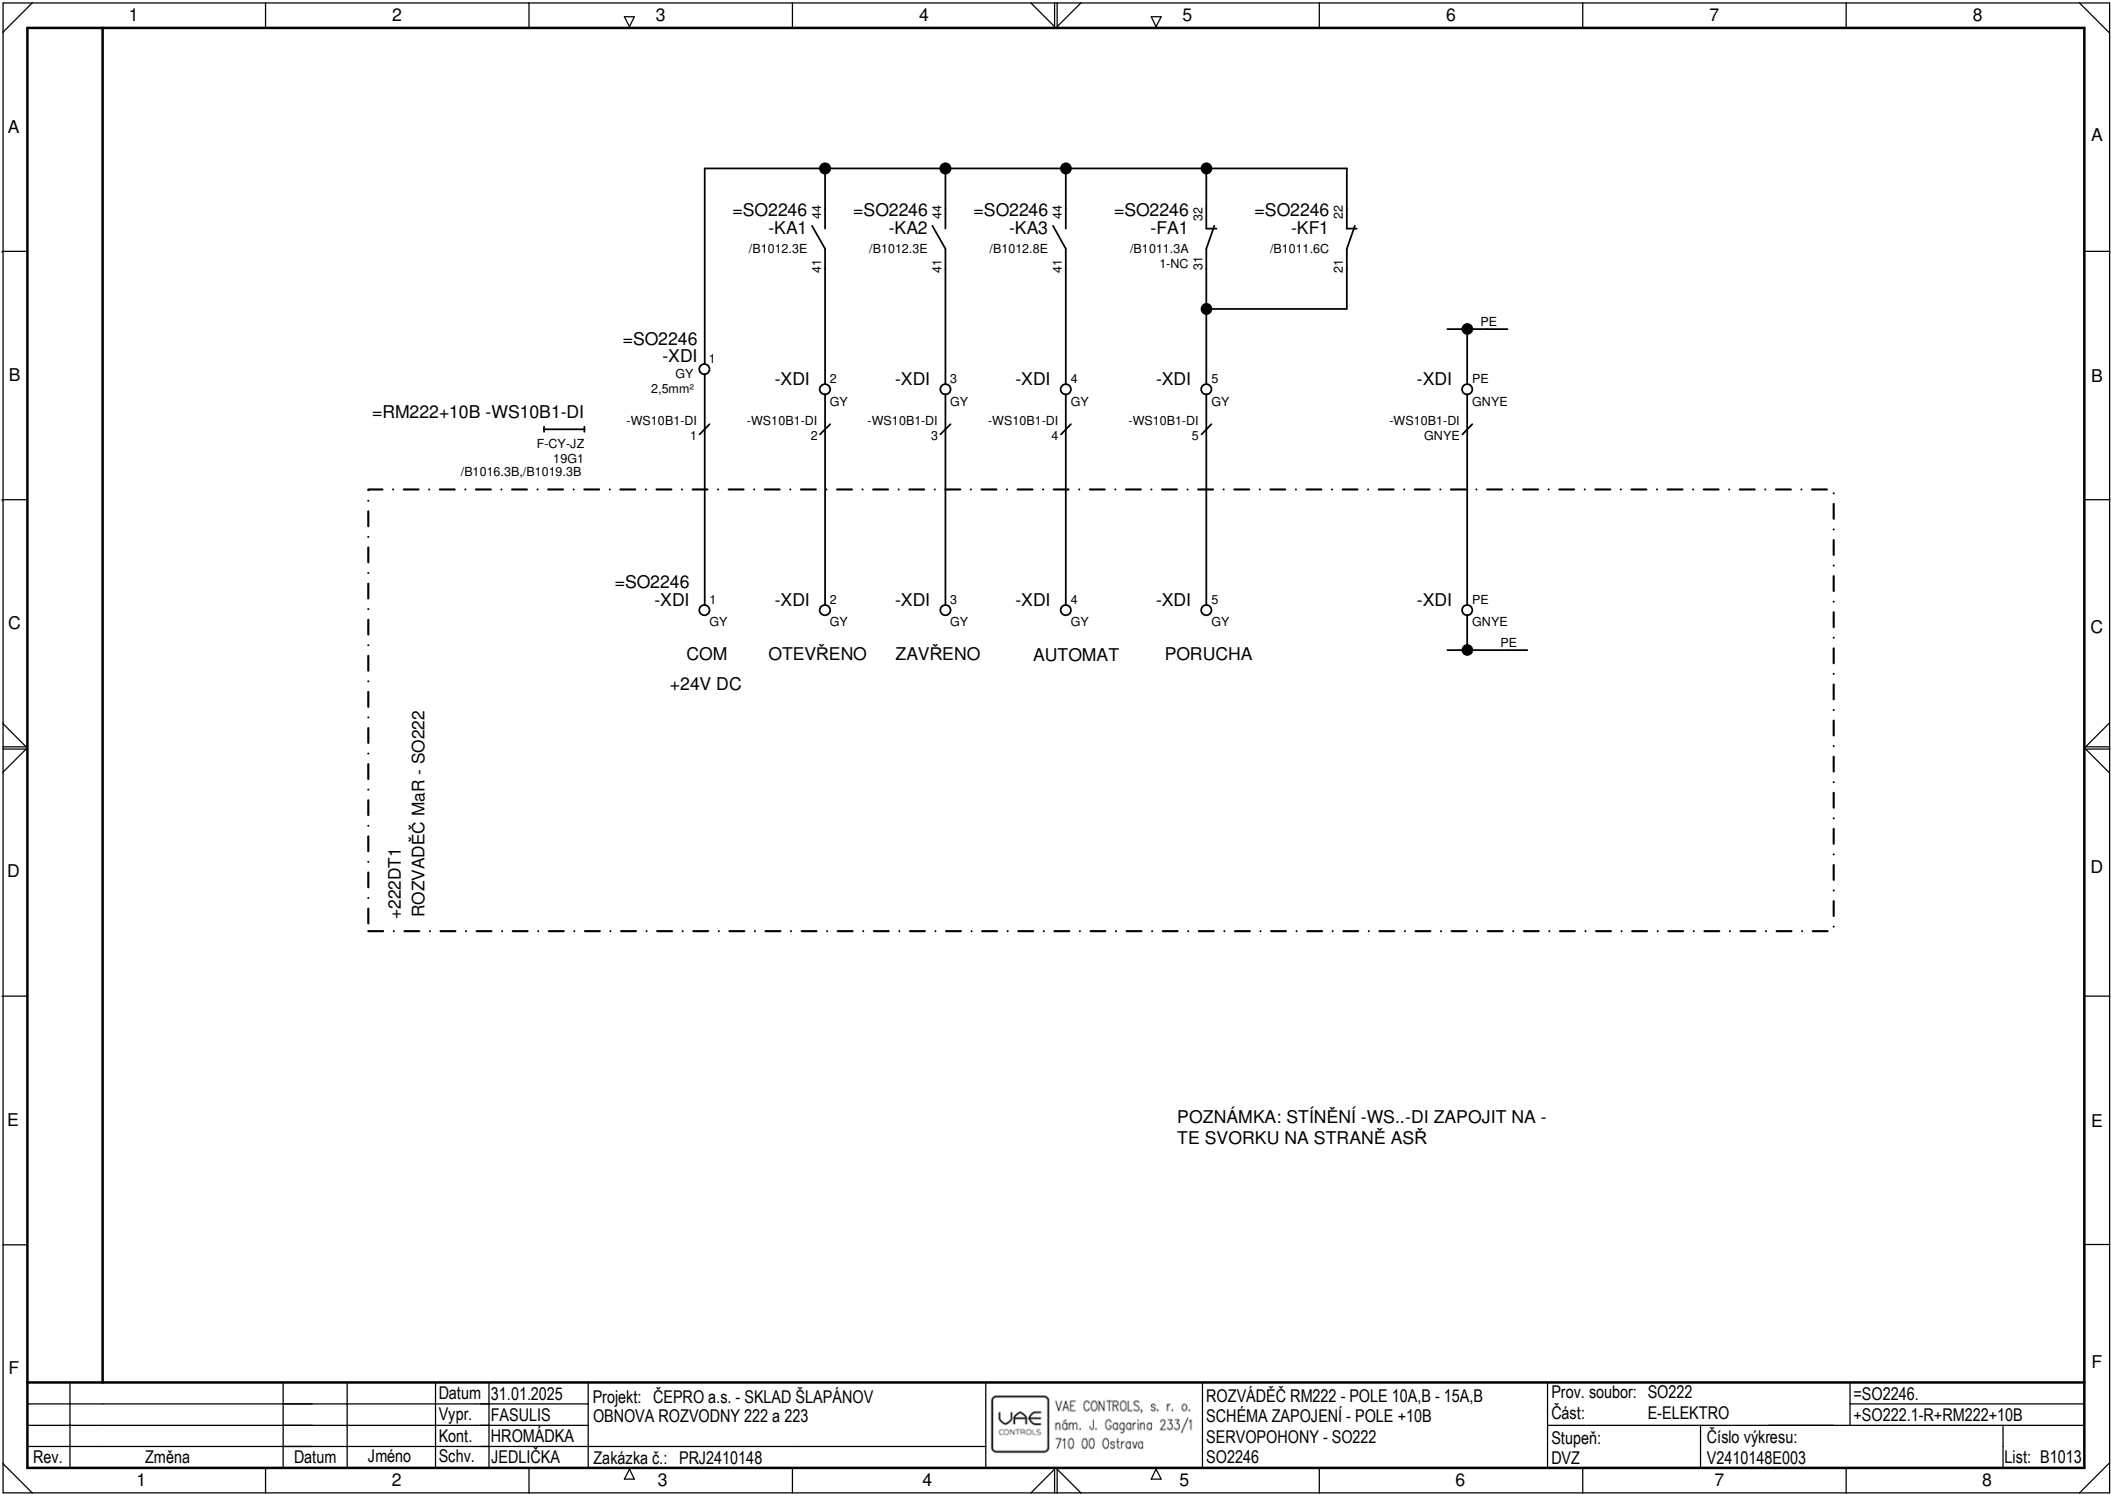 1 2 3 4 5 6 7 8
A A
=SO2246 -KA1 /B1012.3E 44 41
=SO2246 -KA2 /B1012.3E 44 41
=SO2246 -KA3 /B1012.8E 44 41
=SO2246 -FA1 /B1011.3A 1-NC 32 31
=SO2246 -KF1 /B1011.6C 22 21
B B
=SO2246
-XDI 1
GY
2,5mm²
-XDI 2 GY
-XDI 3 GY
-XDI 4 GY
-XDI 5 GY
PE
-XDI PE GNYE
=RM222+10B -WS10B1-DI
F-CY-JZ
19G1
/B1016.3B,/B1019.3B
-WS10B1-DI 1
-WS10B1-DI 2
-WS10B1-DI 3
-WS10B1-DI 4
-WS10B1-DI 5
-WS10B1-DI GNYE
C C
=SO2246
-XDI 1 GY
-XDI 2 GY
-XDI 3 GY
-XDI 4 GY
-XDI 5 GY
-XDI PE GNYE
PE
COM OTEVŘENO ZAVŘENO AUTOMAT PORUCHA
+24V DC
+222DT1
ROZVADĚČ MaR - SO222
D D
E E
POZNÁMKA: STÍNĚNÍ -WS..-DI ZAPOJIT NA -
TE SVORKU NA STRANĚ ASŘ
F F
Rev. Změna Datum Jméno
Datum 31.01.2025
Vypr. FASULIS
Kont. HROMÁDKA
Schv. JEDLIČKA
Projekt: ČEPRO a.s. - SKLAD ŠLAPÁNOV
OBNOVA ROZVODNY 222 a 223
Zakázka č.: PRJ2410148
UAE
CONTROLS
VAE CONTROLS, s. r. o.
nám. J. Gagarina 233/1
710 00 Ostrava
ROZVÁDĚČ RM222 - POLE 10A,B - 15A,B
SCHÉMA ZAPOJENÍ - POLE +10B
SERVOPOHONY - SO222
SO2246
Prov. soubor: SO222
Část: E-ELEKTRO
Stupeň:
DVZ
Číslo výkresu:
V2410148E003
=SO2246.
+SO222.1-R+RM222+10B
List: B1013
1 2 3 4 5 6 7 8